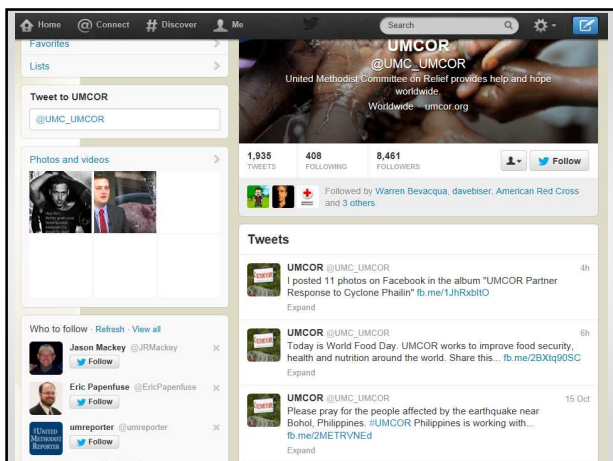 Home
@ Connect
# Discover
Me
Search
Favorites
Lists
Tweet to UMCOR
@UMC_UMCOR
Photos and videos
Who to follow · Refresh · View all
Jason Mackey @JRMackey
Follow
Eric Papenfuse @EricPapenfuse
Follow
umreporter @umreporter
Follow
#UNITED
METHODIST
REPORTER
UMCOR
@UMC_UMCOR
United Methodist Committee on Relief provides help and hope
worldwide.
Worldwide umcor.org
1,935
TWEETS
408
FOLLOWING
8,461
FOLLOWERS
Follow
Followed by Warren Bevacqua, davebiser, American Red Cross
and 3 others.
Tweets
UMCOR @UMC_UMCOR 4h
I posted 11 photos on Facebook in the album "UMCOR Partner
Response to Cyclone Phailin" fb.me/1JhRxbItO
Expand
UMCOR @UMC_UMCOR 6h
Today is World Food Day. UMCOR works to improve food security,
health and nutrition around the world. Share this... fb.me/2BXtq90SC
Expand
UMCOR @UMC_UMCOR 15 Oct
Please pray for the people affected by the earthquake near
Bohol, Philippines. #UMCOR Philippines is working with...
fb.me/2METRVNEd
Expand